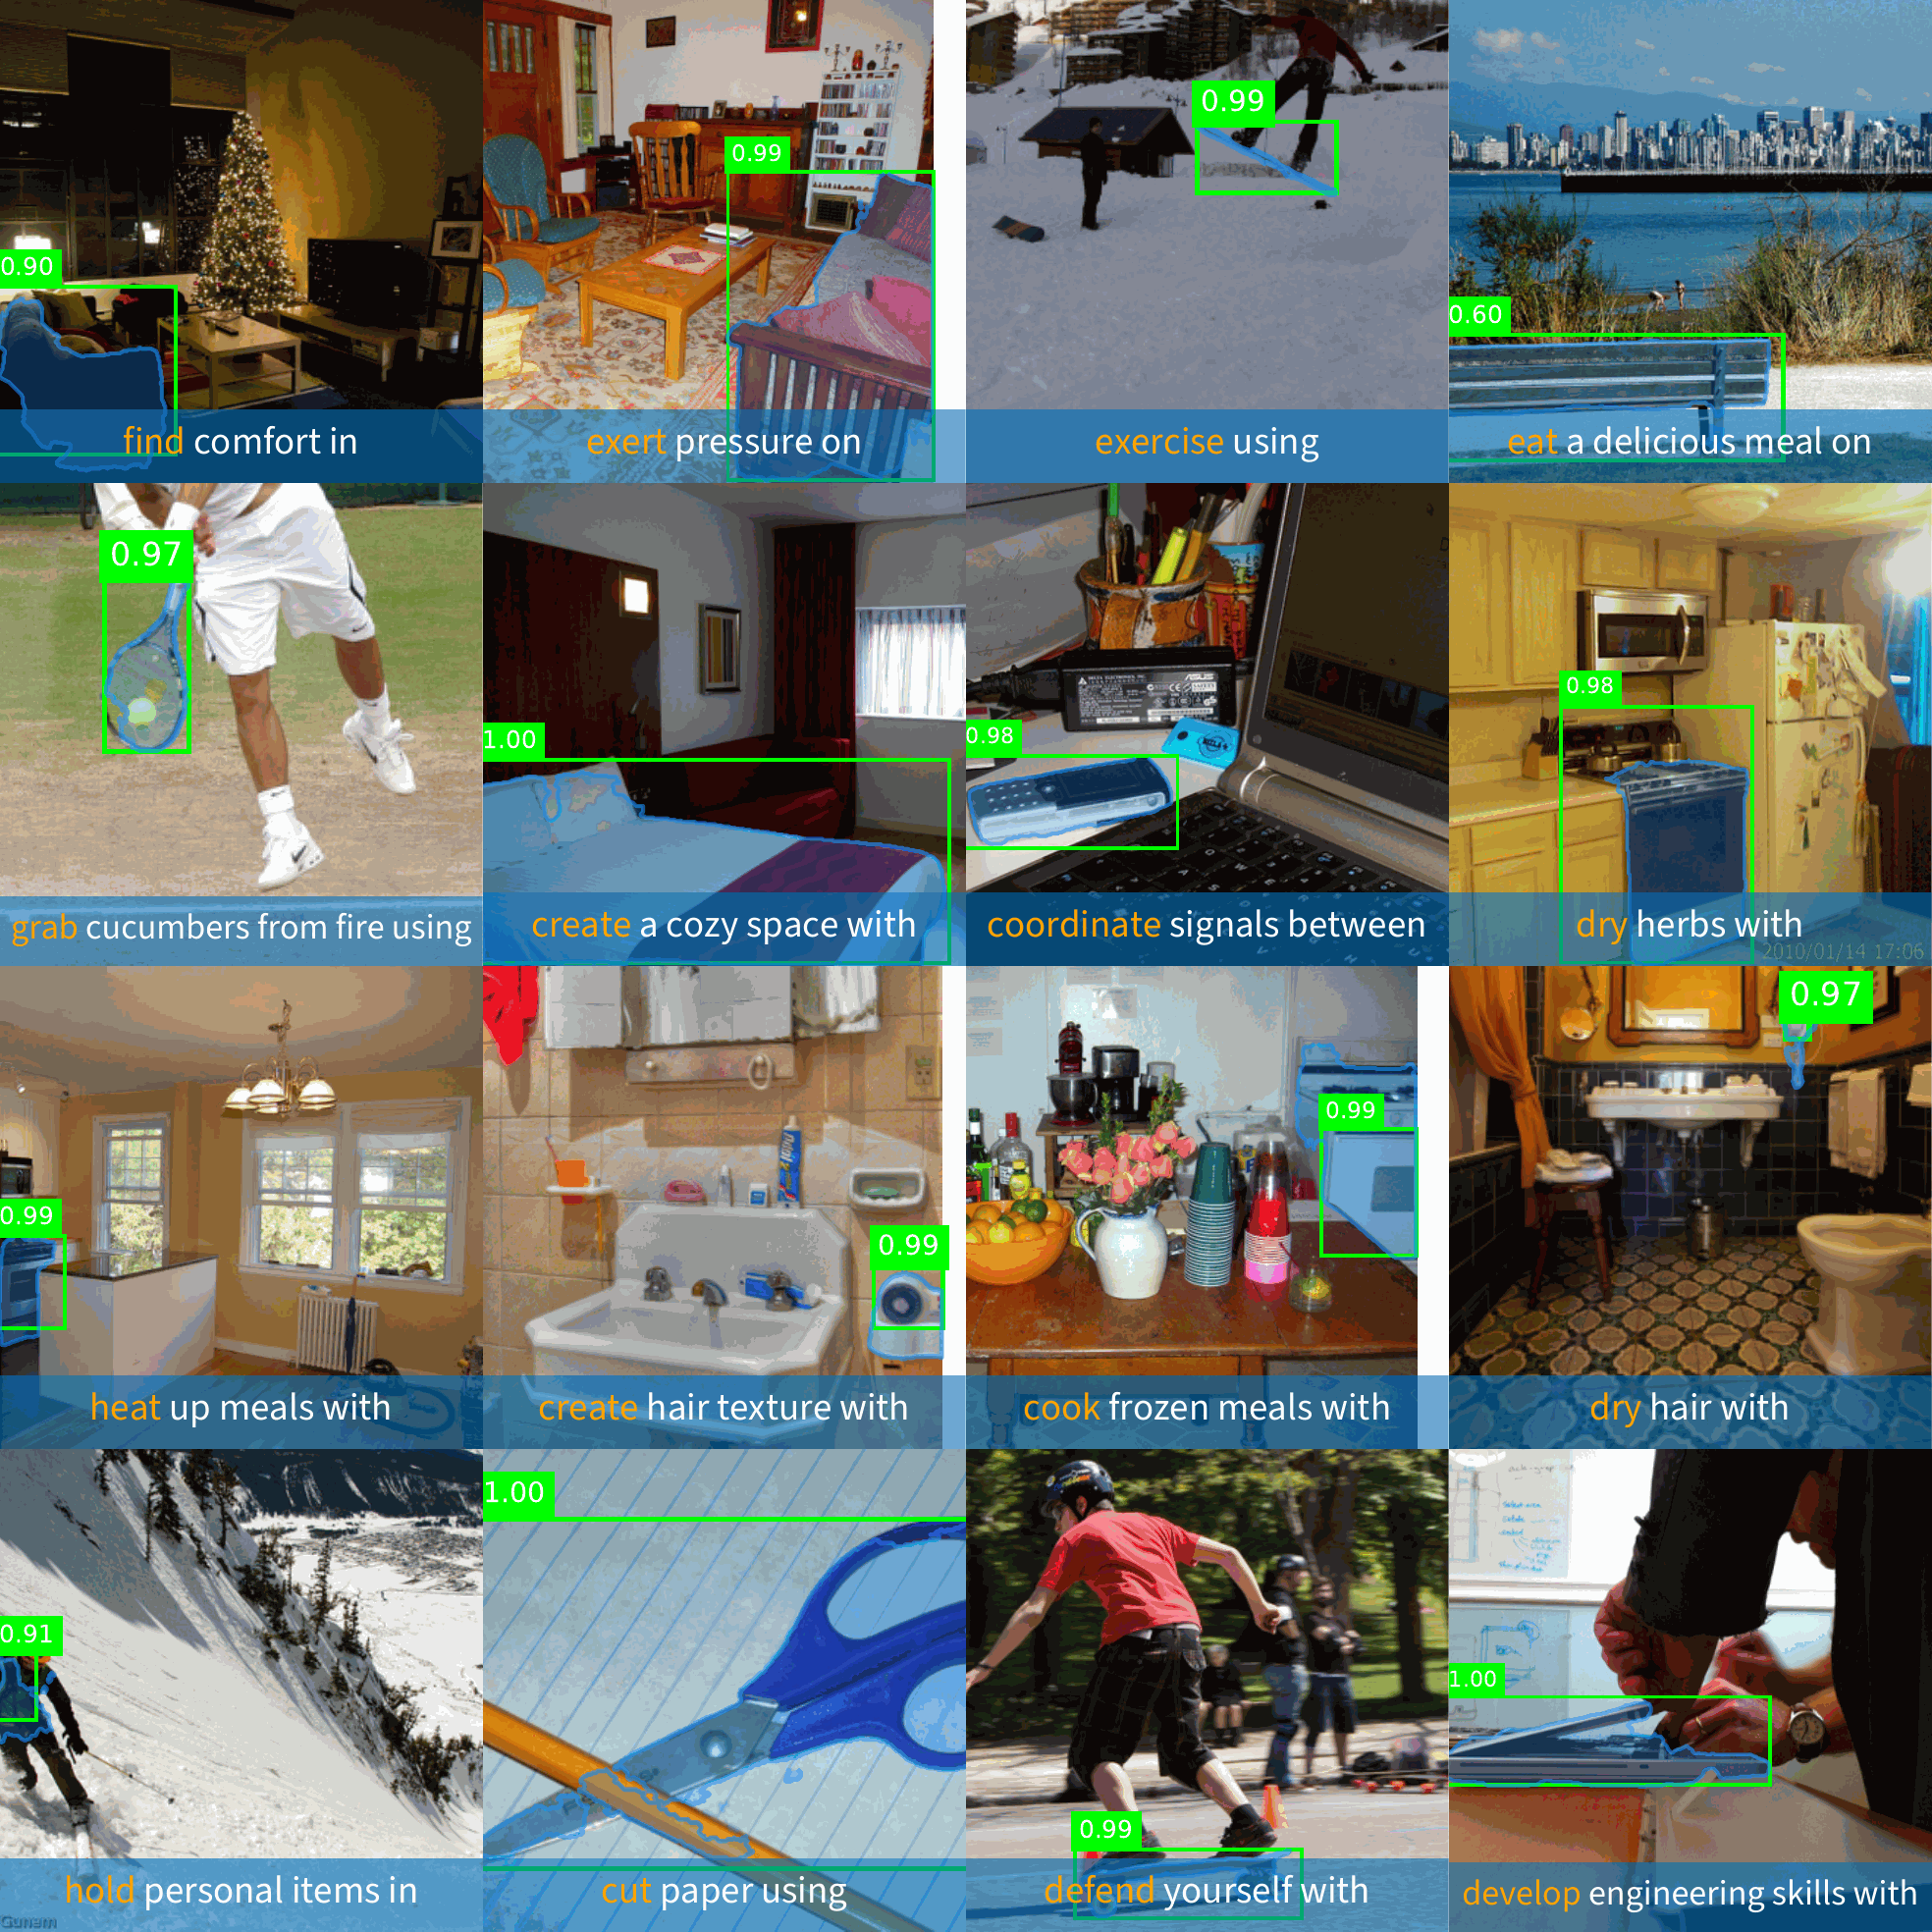 0.90
find comfort in
0.99
exert pressure on
0.99
exercise using
0.60
eat a delicious meal on
0.97
grab cucumbers from fire using
1.00
create a cozy space with
ASUS
0.98
coordinate signals between
0.98
dry herbs with
2010/01/14 17:06
0.99
heat up meals with
0.99
create hair texture with
0.99
cook frozen meals with
0.97
dry hair with
0.91
hold personal items in
Gunam
1.00
cut paper using
0.99
defend yourself with
1.00
develop engineering skills with